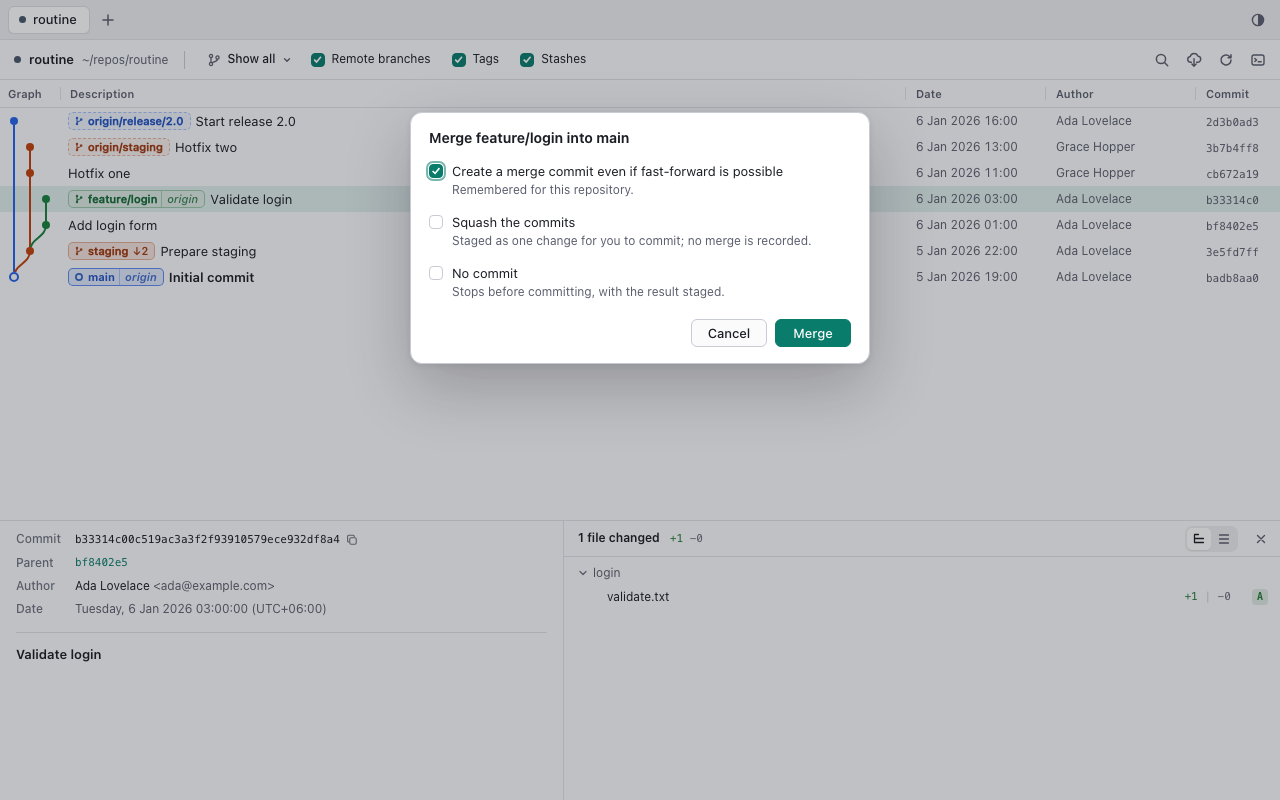 routine
routine ~/repos/routine Show all Remote branches Tags Stashes
Graph Description Date Author Commit
origin/release/2.0 Start release 2.0 6 Jan 2026 16:00 Ada Lovelace 2d3b0ad3
origin/staging Hotfix two 6 Jan 2026 13:00 Grace Hopper 3b7b4ff8
Hotfix one 6 Jan 2026 11:00 Grace Hopper cb672a19
feature/login origin Validate login 6 Jan 2026 03:00 Ada Lovelace b33314c0
Add login form 6 Jan 2026 01:00 Ada Lovelace bf8402e5
staging ↓2 Prepare staging 5 Jan 2026 22:00 Ada Lovelace 3e5fd7ff
main origin Initial commit 5 Jan 2026 19:00 Ada Lovelace badb8aa0
Merge feature/login into main
Create a merge commit even if fast-forward is possible
Remembered for this repository.
Squash the commits
Staged as one change for you to commit; no merge is recorded.
No commit
Stops before committing, with the result staged.
Cancel Merge
Commit b33314c00c519ac3a3f2f93910579ece932df8a4
Parent bf8402e5
Author Ada Lovelace <ada@example.com>
Date Tuesday, 6 Jan 2026 03:00:00 (UTC+06:00)
Validate login
1 file changed +1 −0
login
validate.txt +1 | −0 A